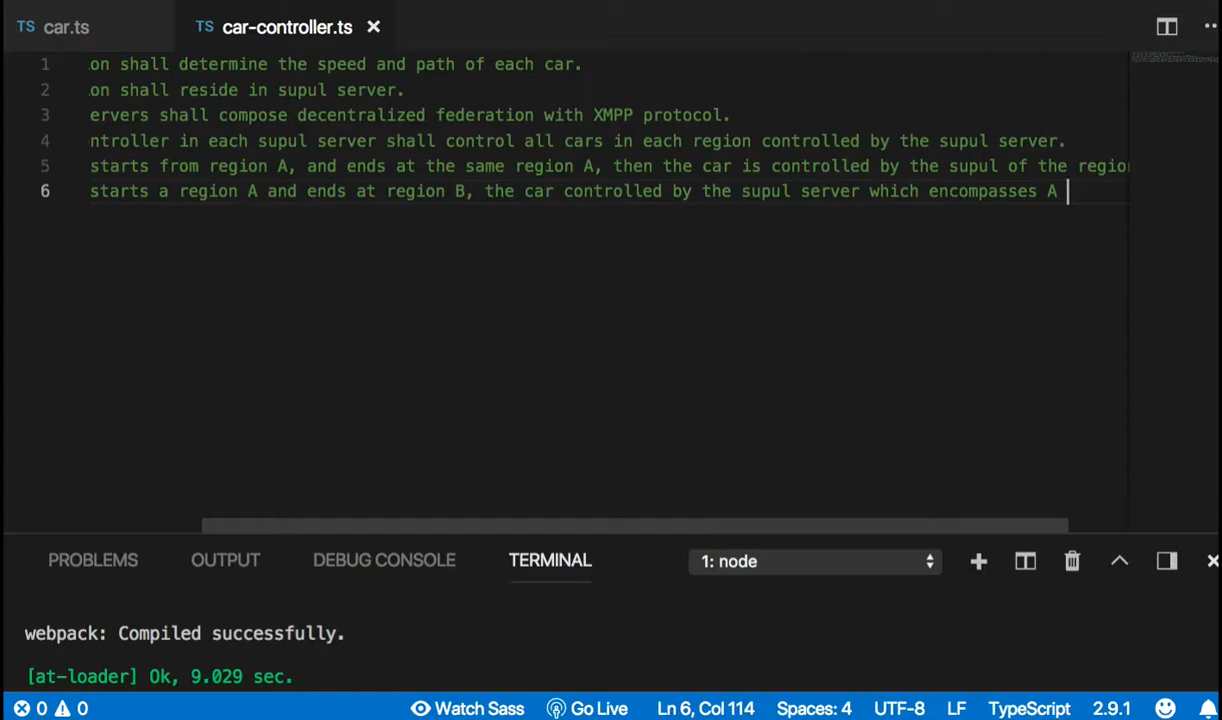 TS car.ts TS car-controller.ts
1 on shall determine the speed and path of each car.
2 on shall reside in supul server.
3 ervers shall compose decentralized federation with XMPP protocol.
4 ntroller in each supul server shall control all cars in each region controlled by the supul server.
5 starts from region A, and ends at the same region A, then the car is controlled by the supul of the regio
6 starts a region A and ends at region B, the car controlled by the supul server which encompasses A
PROBLEMS OUTPUT DEBUG CONSOLE TERMINAL 1: node
webpack: Compiled successfully.
[at-loader] Ok, 9.029 sec.
0 0 Watch Sass Go Live Ln 6, Col 114 Spaces: 4 UTF-8 LF TypeScript 2.9.1